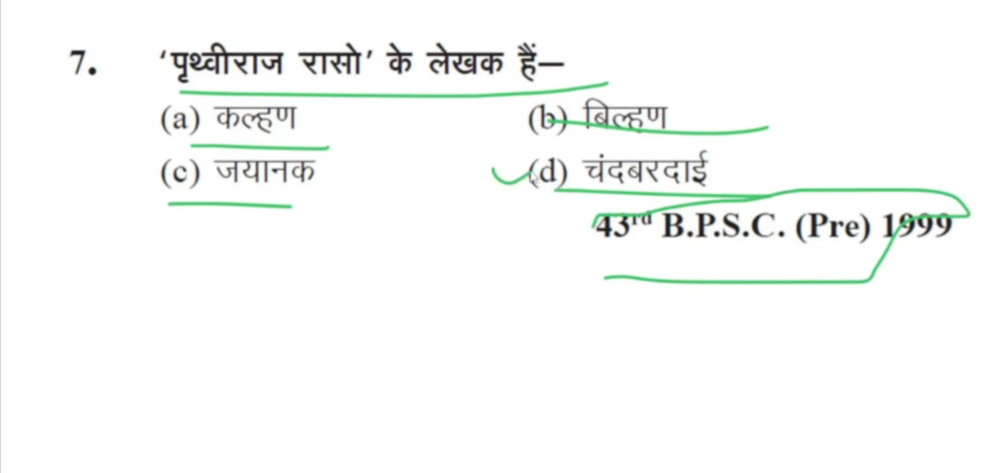 7. ‘पृथ्वीराज रासो’ के लेखक हैं—
(a) कल्हण (b) बिल्हण
(c) जयानक (d) चंदबरदाई
43rd B.P.S.C. (Pre) 1999